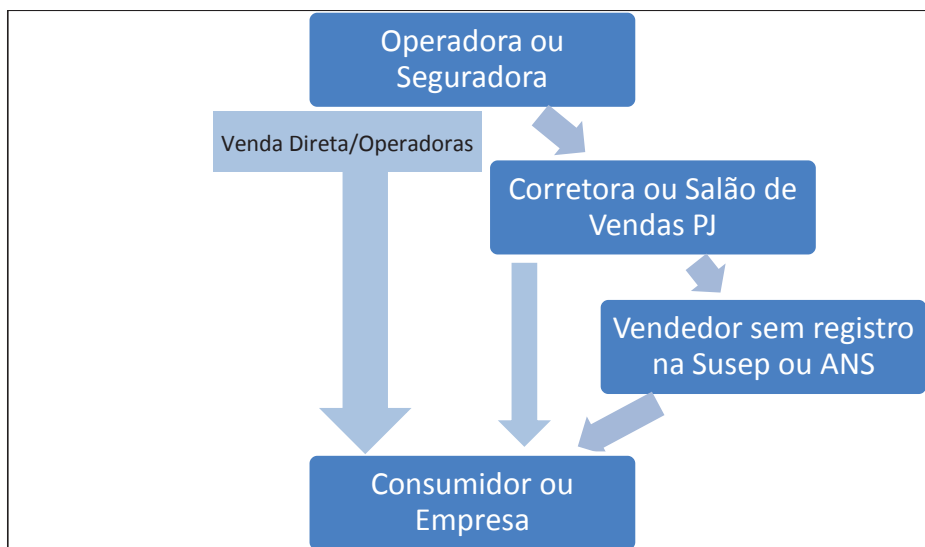 Operadora ou
Seguradora
Venda Direta/Operadoras
Corretora ou Salão de
Vendas PJ
Vendedor sem registro
na Susep ou ANS
Consumidor ou
Empresa